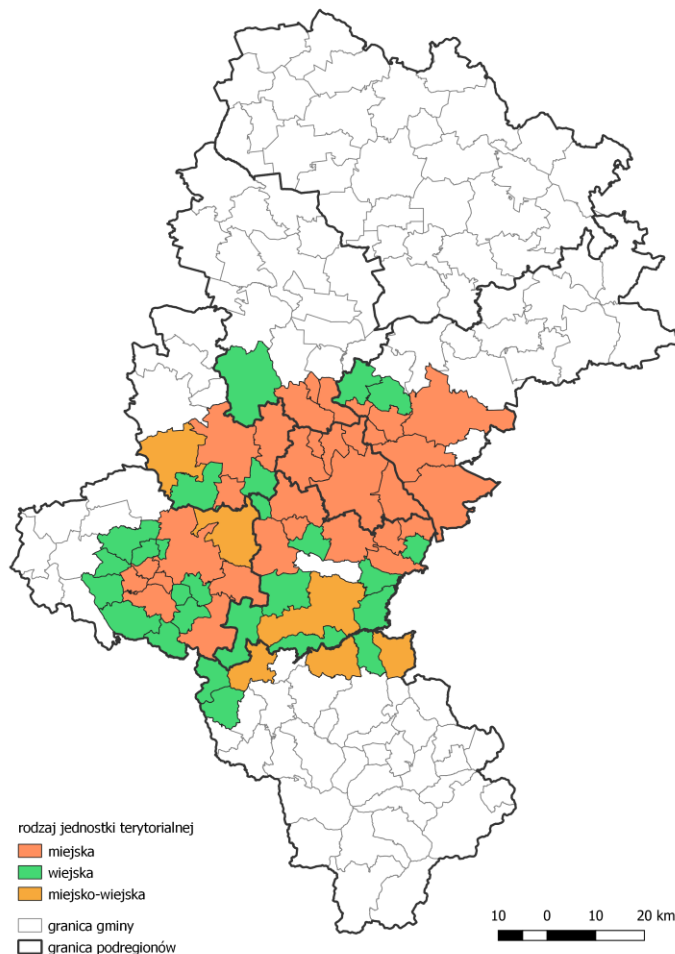 rodzaj jednostki terytorialnej
miejska
wiejska
miejsko-wiejska
granica gminy
granica podregionów
10 0 10 20 km